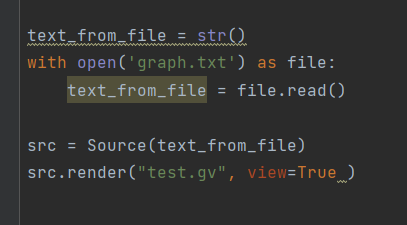 text_from_file = str()
with open('graph.txt') as file:
    text_from_file = file.read()
src = Source(text_from_file)
src.render("test.gv", view=True )